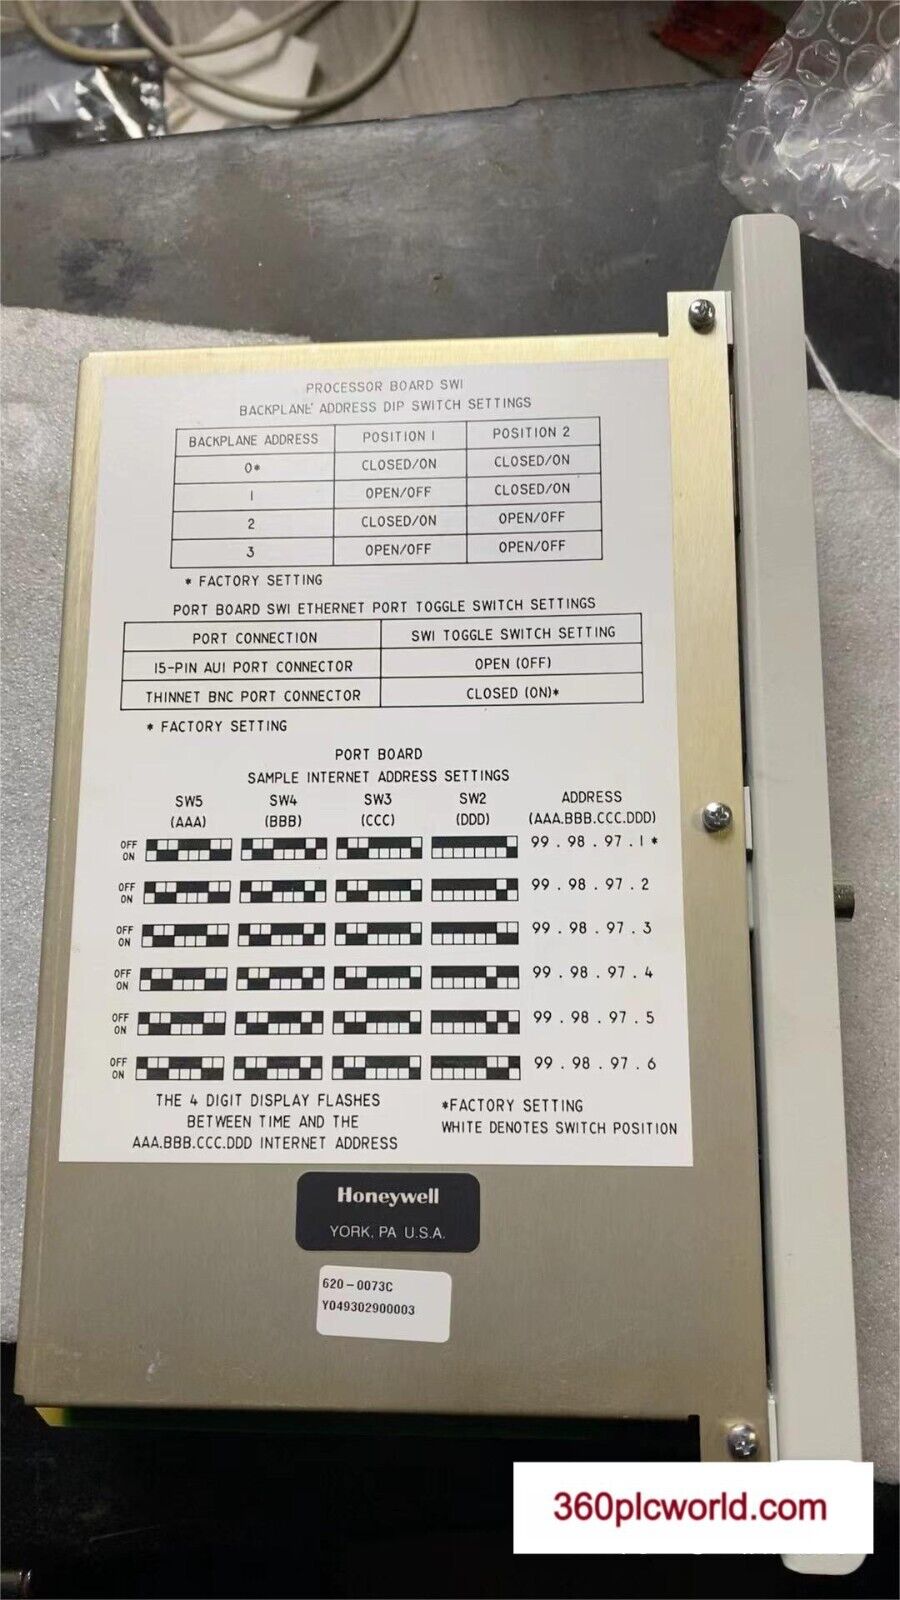 PROCESSOR BOARD SW1
BACKPLANE ADDRESS DIP SWITCH SETTINGS
BACKPLANE ADDRESS POSITION 1 POSITION 2
0* CLOSED/ON CLOSED/ON
1 OPEN/OFF CLOSED/ON
2 CLOSED/ON OPEN/OFF
3 OPEN/OFF OPEN/OFF
* FACTORY SETTING
PORT BOARD SW1 ETHERNET PORT TOGGLE SWITCH SETTINGS
PORT CONNECTION SW1 TOGGLE SWITCH SETTING
15-PIN AUI PORT CONNECTOR OPEN (OFF)
THINNET BNC PORT CONNECTOR CLOSED (ON)*
* FACTORY SETTING
PORT BOARD
SAMPLE INTERNET ADDRESS SETTINGS
SW5 SW4 SW3 SW2 ADDRESS
(AAA) (BBB) (CCC) (DDD) (AAA.BBB.CCC.DDD)
OFF
ON
99 . 98 . 97 . 1 *
OFF
ON
99 . 98 . 97 . 2
OFF
ON
99 . 98 . 97 . 3
OFF
ON
99 . 98 . 97 . 4
OFF
ON
99 . 98 . 97 . 5
OFF
ON
99 . 98 . 97 . 6
THE 4 DIGIT DISPLAY FLASHES
BETWEEN TIME AND THE
AAA.BBB.CCC.DDD INTERNET ADDRESS
*FACTORY SETTING
WHITE DENOTES SWITCH POSITION
Honeywell
YORK, PA U.S.A.
620-0073C
Y049302900003
360plcworld.com